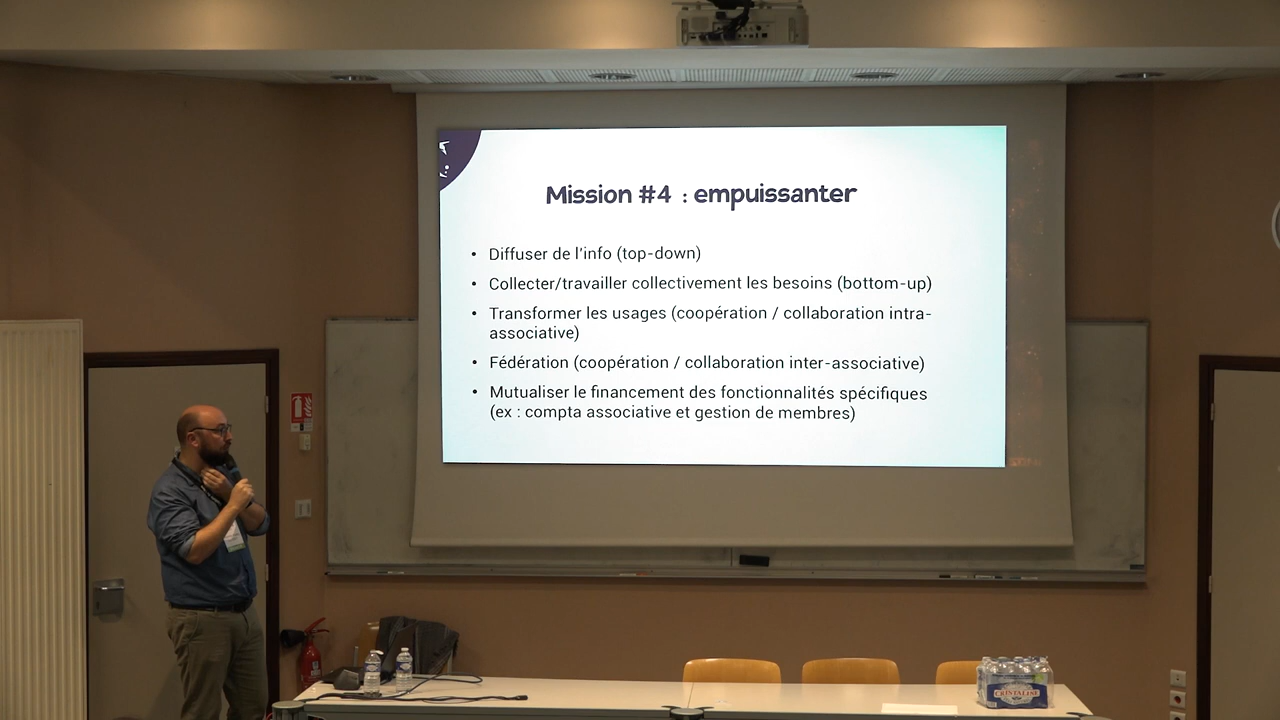 Mission #4 : empuissanter
• Diffuser de l'info (top-down)
• Collecter/travailler collectivement les besoins (bottom-up)
• Transformer les usages (coopération / collaboration intra-
associative)
• Fédération (coopération / collaboration inter-associative)
• Mutualiser le financement des fonctionnalités spécifiques
(ex : compta associative et gestion de membres)
CRISTALINE